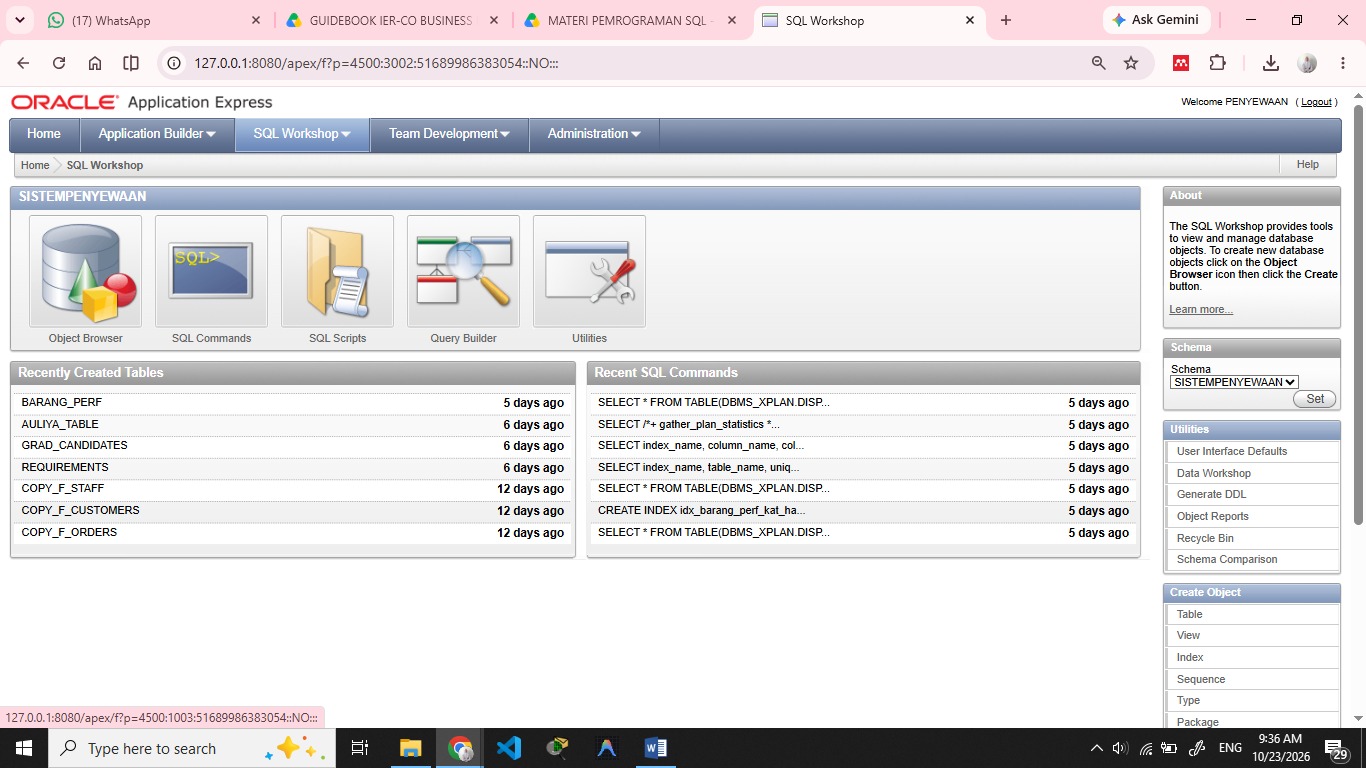 (17) WhatsApp
GUIDEBOOK IER-CO BUSINESS
MATERI PEMROGRAMAN SQL -
SQL Workshop
Ask Gemini
127.0.0.1:8080/apex/f?p=4500:3002:51689986383054::NO:::
ORACLE Application Express
Welcome PENYEWAAN ( Logout )
Home
Application Builder
SQL Workshop
Team Development
Administration
Home
SQL Workshop
Help
SISTEMPENYEWAAN
SQL>
Object Browser
SQL Commands
SQL Scripts
Query Builder
Utilities
Recently Created Tables
BARANG_PERF 5 days ago
AULIYA_TABLE 6 days ago
GRAD_CANDIDATES 6 days ago
REQUIREMENTS 6 days ago
COPY_F_STAFF 12 days ago
COPY_F_CUSTOMERS 12 days ago
COPY_F_ORDERS 12 days ago
Recent SQL Commands
SELECT * FROM TABLE(DBMS_XPLAN.DISP... 5 days ago
SELECT /*+ gather_plan_statistics *... 5 days ago
SELECT index_name, column_name, col... 5 days ago
SELECT index_name, table_name, uniq... 5 days ago
SELECT * FROM TABLE(DBMS_XPLAN.DISP... 5 days ago
CREATE INDEX idx_barang_perf_kat_ha... 5 days ago
SELECT * FROM TABLE(DBMS_XPLAN.DISP... 5 days ago
About
The SQL Workshop provides tools
to view and manage database
objects. To create new database
objects click on the Object
Browser icon then click the Create
button.
Learn more...
Schema
Schema
SISTEMPENYEWAAN
Set
Utilities
User Interface Defaults
Data Workshop
Generate DDL
Object Reports
Recycle Bin
Schema Comparison
Create Object
Table
View
Index
Sequence
Type
Package
127.0.0.1:8080/apex/f?p=4500:1003:51689986383054::NO:::
Type here to search
ENG
9:36 AM
10/23/2026
29